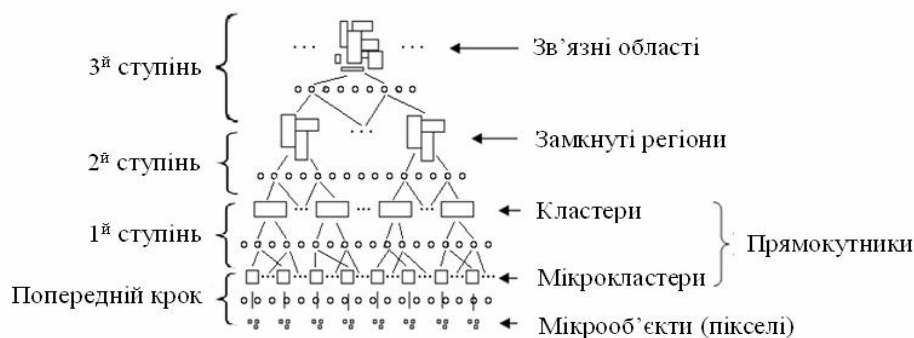 3й ступінь
Зв’язні області
2й ступінь
Замкнуті регіони
1й ступінь
Кластери
Прямокутники
Мікрокластери
Попередній крок
Мікрооб’єкти (пікселі)